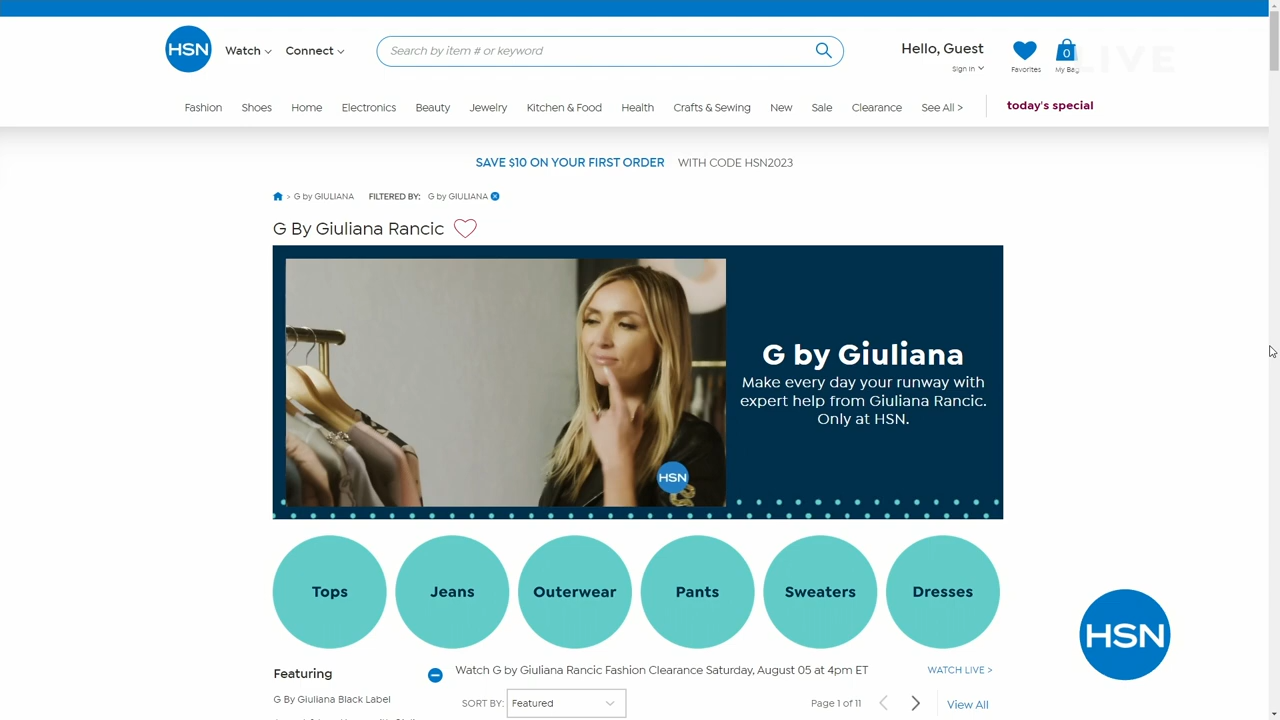 HSN
Watch
Connect
Search by item # or keyword
Hello, Guest
Sign In
Favorites
0
My Bag
LIVE
Fashion
Shoes
Home
Electronics
Beauty
Jewelry
Kitchen & Food
Health
Crafts & Sewing
New
Sale
Clearance
See All >
today's special
SAVE $10 ON YOUR FIRST ORDER WITH CODE HSN2023
> G by GIULIANA FILTERED BY: G by GIULIANA
G By Giuliana Rancic
G by Giuliana
Make every day your runway with
expert help from Giuliana Rancic.
Only at HSN.
HSN
Tops
Jeans
Outerwear
Pants
Sweaters
Dresses
HSN
Featuring
Watch G by Giuliana Rancic Fashion Clearance Saturday, August 05 at 4pm ET
WATCH LIVE >
G By Giuliana Black Label
SORT BY: Featured
Page 1 of 11
View All